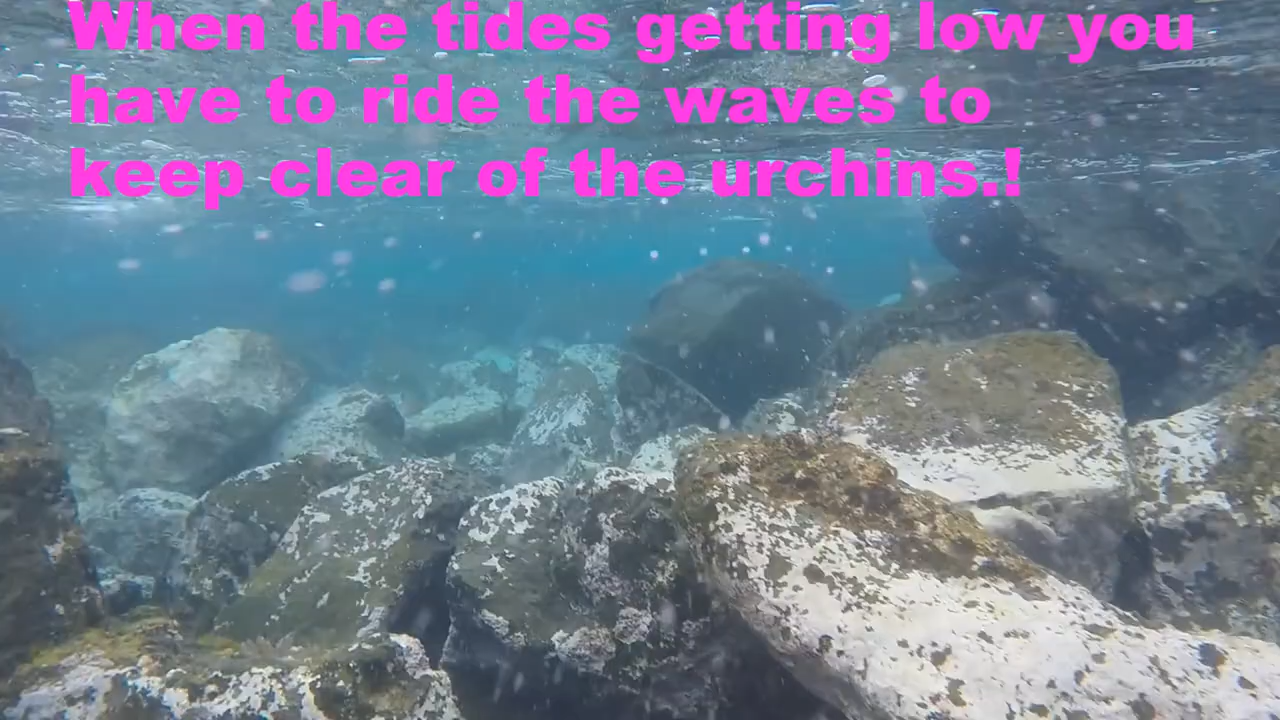 When the tides getting low you
have to ride the waves to
keep clear of the urchins.!